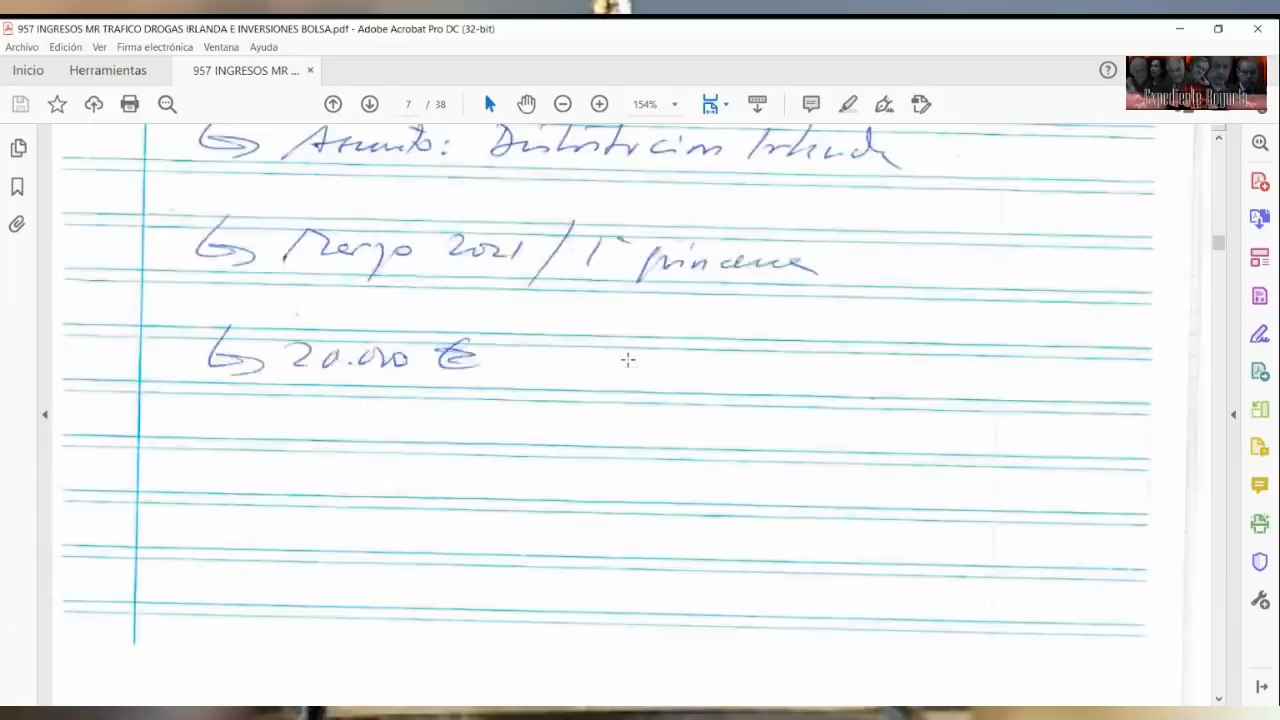 957 INGRESOS MR TRAFICO DROGAS IRLANDA E INVERSIONES BOLSA.pdf - Adobe Acrobat Pro DC (32-bit)
Archivo Edición Ver Firma electrónica Ventana Ayuda
Inicio Herramientas 957 INGRESOS MR ... ×
Expediente Royuela
7 / 38 154%
Asunto: Distribución Irlanda
Marzo 2021 / 1ª quincena
20.000 €